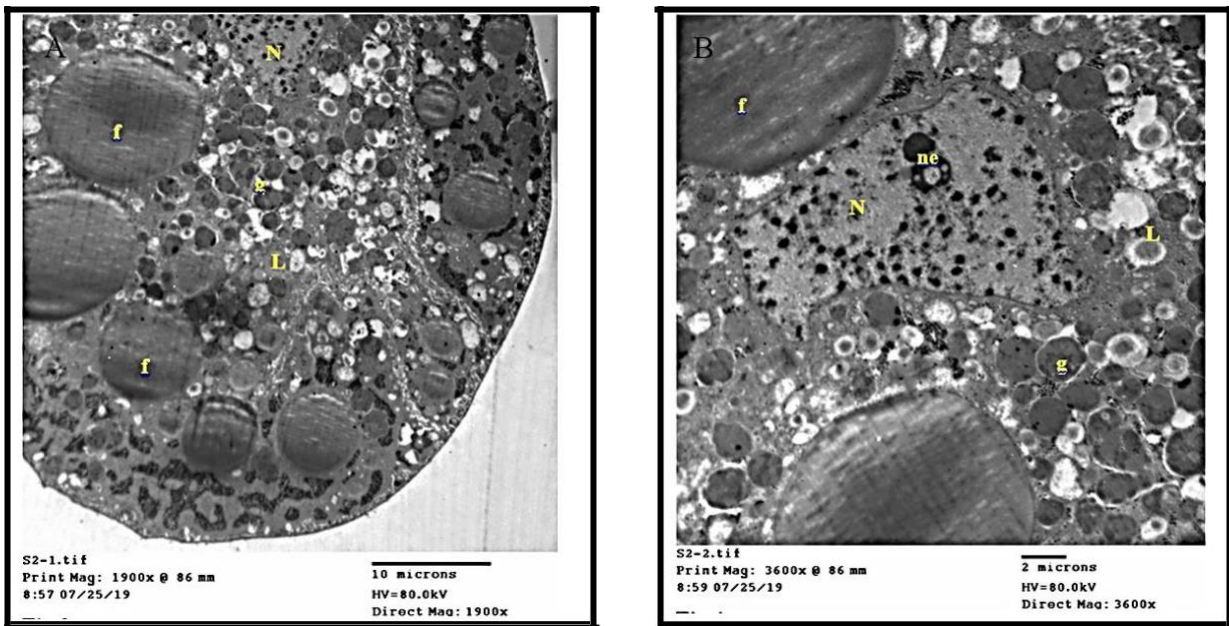 A
N
f
g
L
f
S2-1.tif
Print Mag: 1900x @ 86 mm
8:57 07/25/19
10 microns
HV=80.0kV
Direct Mag: 1900x
B
f
ne
N
L
g
S2-2.tif
Print Mag: 3600x @ 86 mm
8:59 07/25/19
2 microns
HV=80.0kV
Direct Mag: 3600x